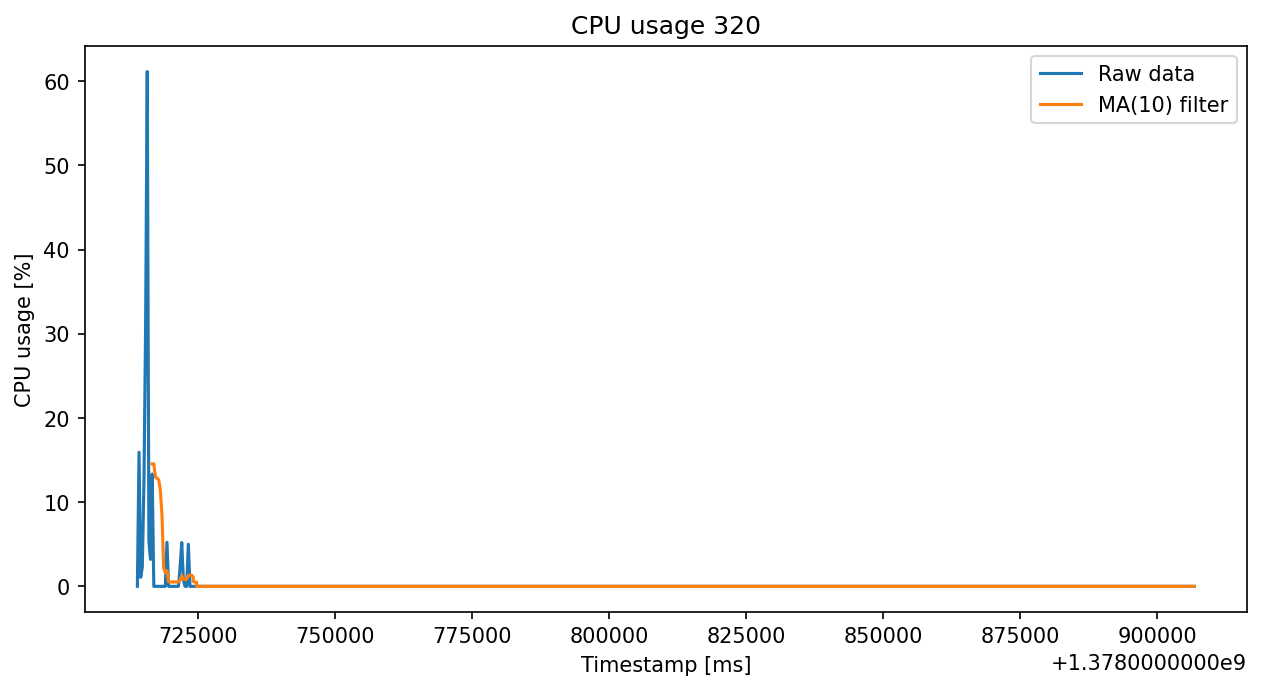 CPU usage 320
Raw data
MA(10) filter
CPU usage [%]
60
50
40
30
20
10
0
725000 750000 775000 800000 825000 850000 875000 900000
Timestamp [ms]
+1.3780000000e9